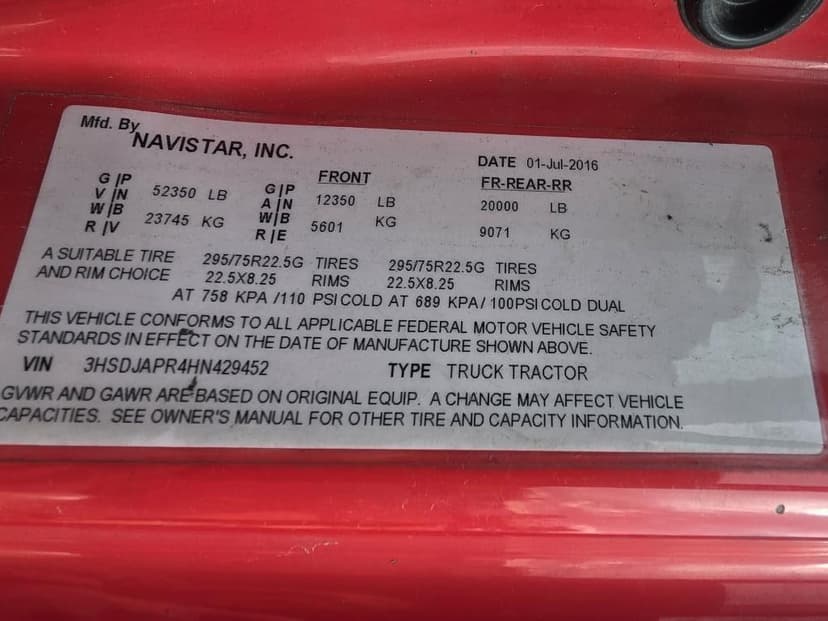 Mfd. By
NAVISTAR, INC.
DATE 01-Jul-2016
G|P FRONT FR-REAR-RR
V|N 52350 LB G|P 12350 LB 20000 LB
W|B A|N
R|V 23745 KG W|B 5601 KG 9071 KG
R|E
A SUITABLE TIRE 295/75R22.5G TIRES 295/75R22.5G TIRES
AND RIM CHOICE 22.5X8.25 RIMS 22.5X8.25 RIMS
AT 758 KPA /110 PSI COLD AT 689 KPA/ 100PSI COLD DUAL
THIS VEHICLE CONFORMS TO ALL APPLICABLE FEDERAL MOTOR VEHICLE SAFETY
STANDARDS IN EFFECT ON THE DATE OF MANUFACTURE SHOWN ABOVE.
VIN 3HSDJAPR4HN429452 TYPE TRUCK TRACTOR
GVWR AND GAWR ARE BASED ON ORIGINAL EQUIP. A CHANGE MAY AFFECT VEHICLE
CAPACITIES. SEE OWNER'S MANUAL FOR OTHER TIRE AND CAPACITY INFORMATION.